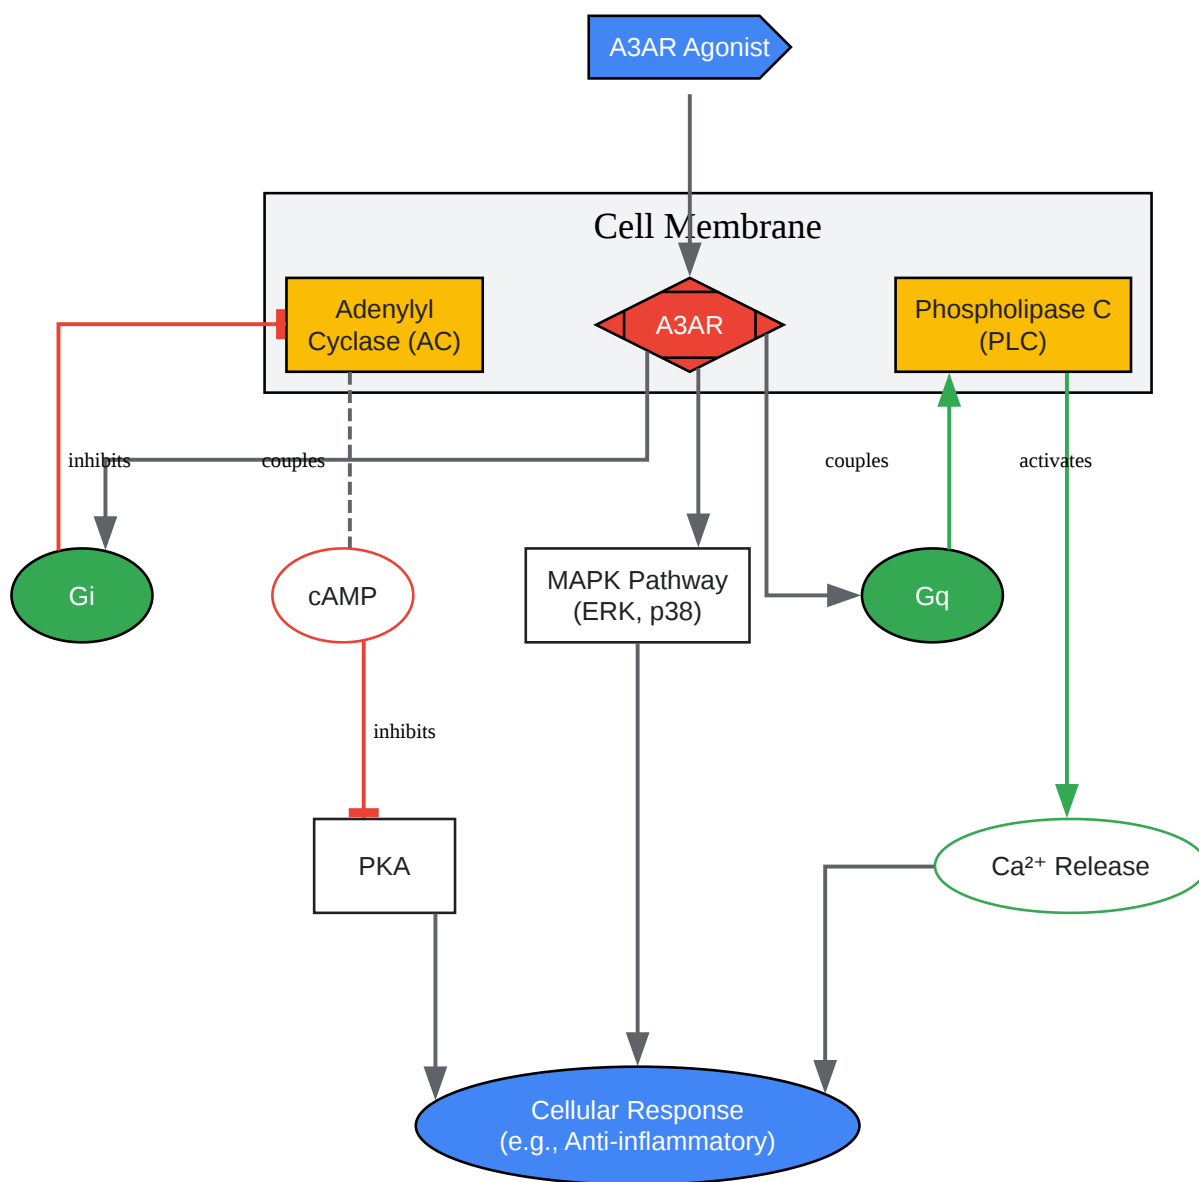 A3AR Agonist
Cell Membrane
Adenylyl
Cyclase (AC)
A3AR
Phospholipase C
(PLC)
inhibits
couples
couples
activates
Gi
cAMP
MAPK Pathway
(ERK, p38)
Gq
inhibits
PKA
Ca²⁺ Release
Cellular Response
(e.g., Anti-inflammatory)